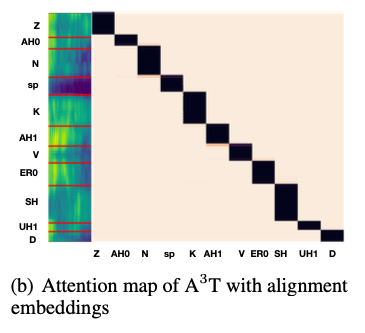 Z
AH0
N
sp
K
AH1
V
ER0
SH
UH1
D
Z AH0 N sp K AH1 V ER0 SH UH1 D
(b) Attention map of A³T with alignment
embeddings